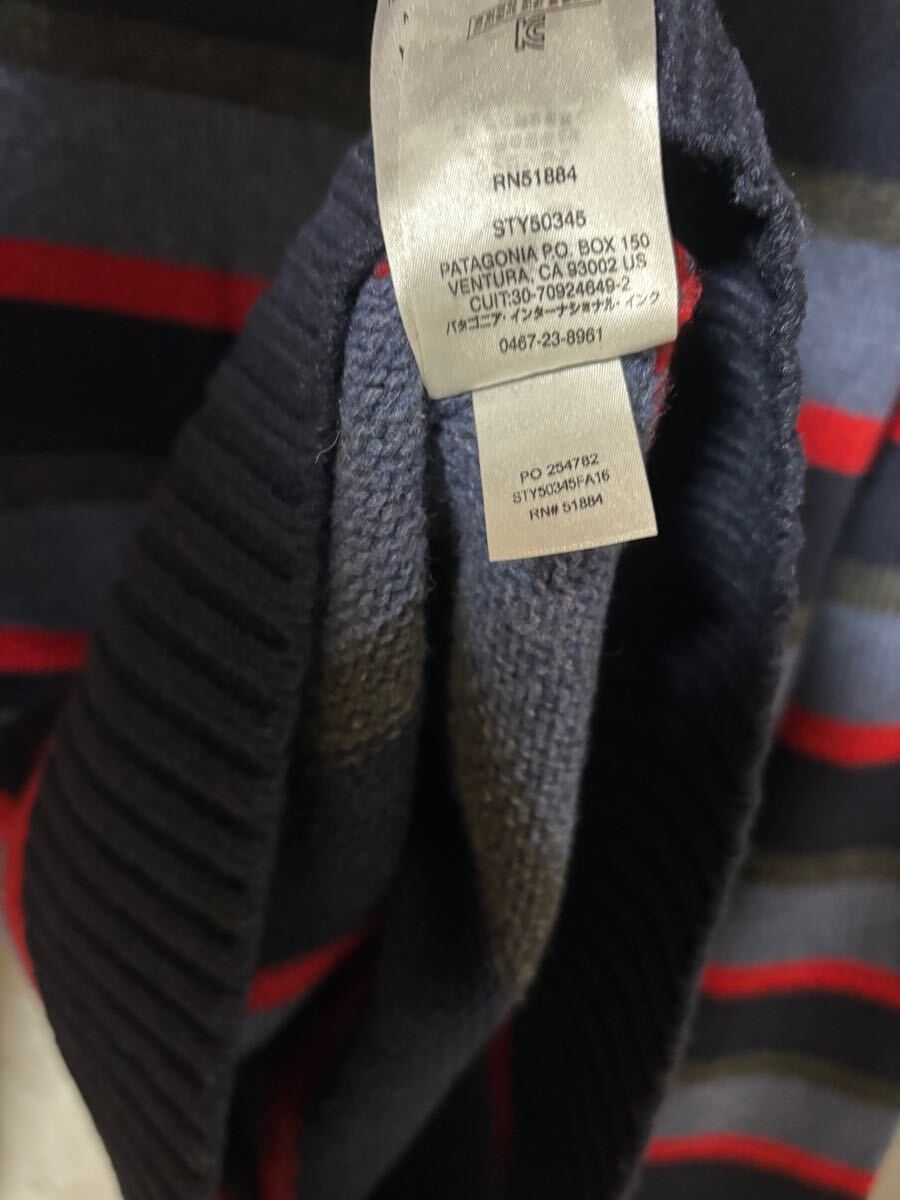 RN51884
STY50345
PATAGONIA P.O. BOX 150
VENTURA, CA 93002 US
CUIT:30-70924649-2
パタゴニア・インターナショナル・インク
0467-23-8961
PO 254782
STY50345FA16
RN# 51884